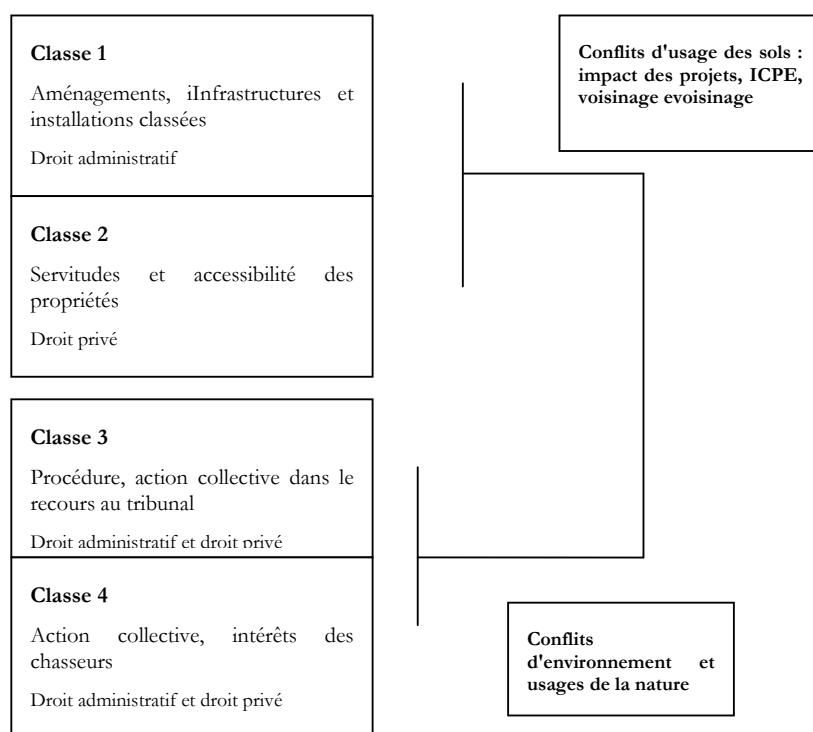 Classe 1
Aménagements, iInfrastructures et
installations classées
Droit administratif
Conflits d'usage des sols :
impact des projets, ICPE,
voisinage evoisinage
Classe 2
Servitudes et accessibilité des
propriétés
Droit privé
Classe 3
Procédure, action collective dans le
recours au tribunal
Droit administratif et droit privé
Classe 4
Action collective, intérêts des
chasseurs
Droit administratif et droit privé
Conflits
d'environnement et
usages de la nature